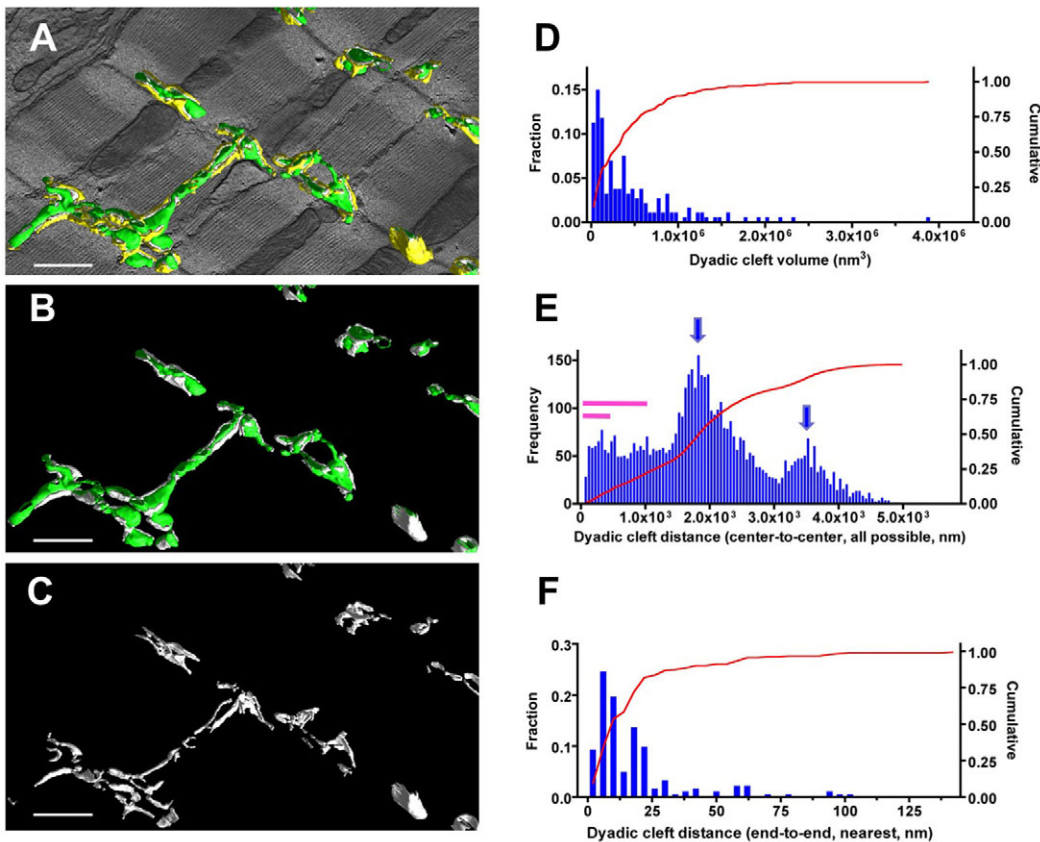 A
B
C
D
0.15
0.10
0.05
0.00
Fraction
1.00
0.75
0.50
0.25
0.00
Cumulative
0
1.0x10⁶
2.0x10⁶
3.0x10⁶
4.0x10⁶
Dyadic cleft volume (nm³)
E
150
100
50
0
Frequency
1.00
0.75
0.50
0.25
0.00
Cumulative
0
1.0x10³
2.0x10³
3.0x10³
4.0x10³
5.0x10³
Dyadic cleft distance (center-to-center, all possible, nm)
F
0.3
0.2
0.1
0.0
Fraction
1.00
0.75
0.50
0.25
0.00
Cumulative
0
25
50
75
100
125
Dyadic cleft distance (end-to-end, nearest, nm)